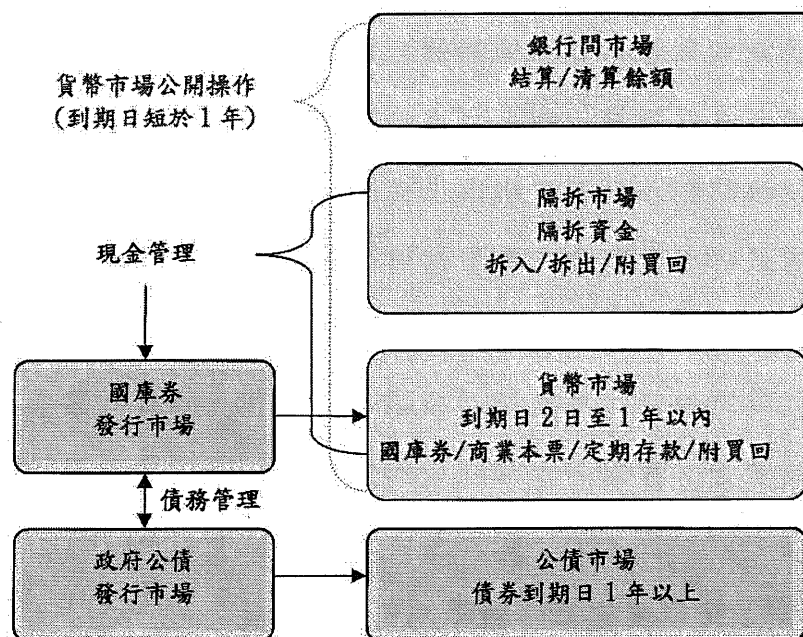 銀行間市場
結算/清算餘額
貨幣市場公開操作
(到期日短於1年)
隔拆市場
隔拆資金
拆入/拆出/附買回
現金管理
國庫券
發行市場
貨幣市場
到期日2日至1年以內
國庫券/商業本票/定期存款/附買回
債務管理
政府公債
發行市場
公債市場
債券到期日1年以上